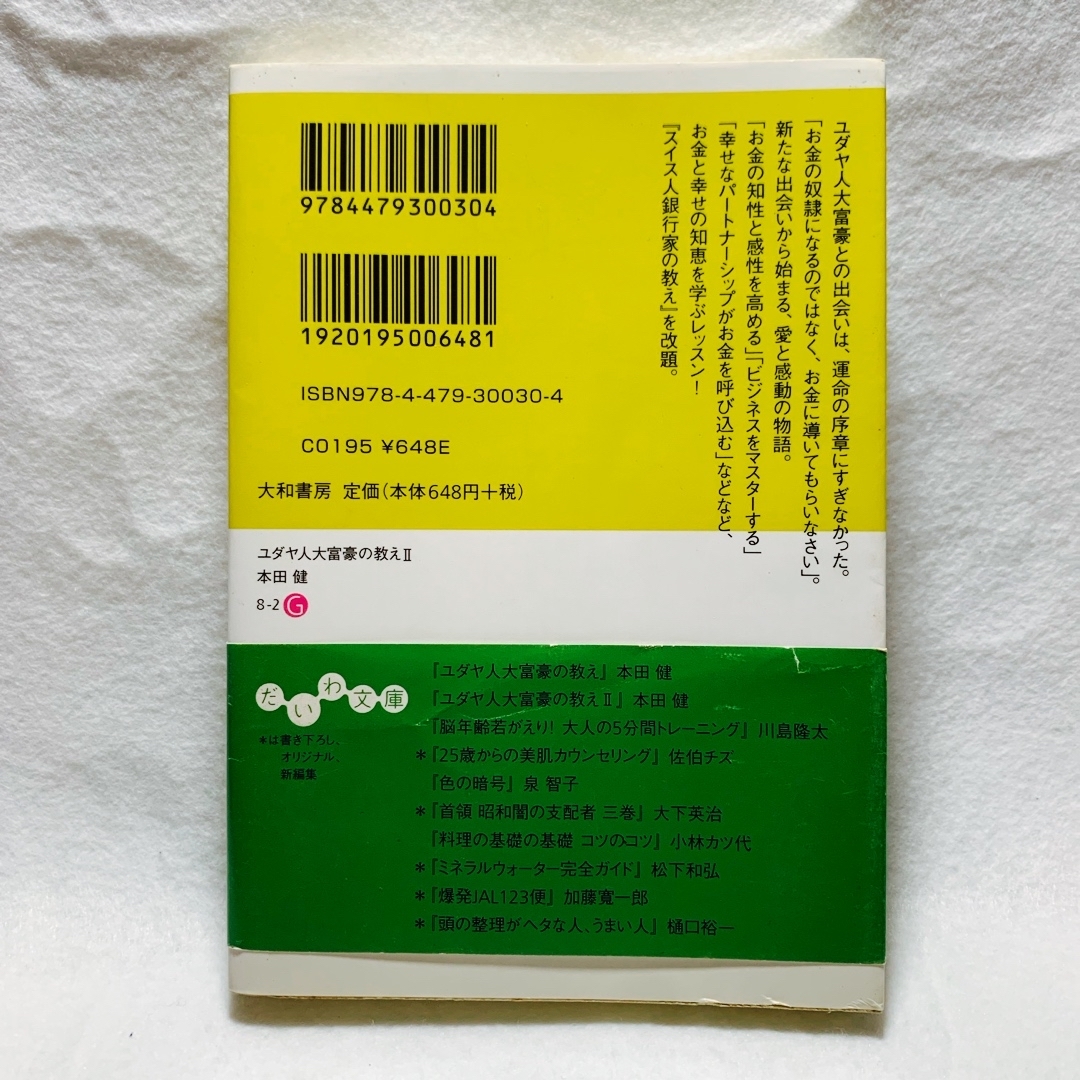 ユダヤ人大富豪との出会いは、運命の序章にすぎなかった。
「お金の奴隷になるのではなく、お金に導いてもらいなさい」。
新たな出会いから始まる、愛と感動の物語。
「お金の知性と感性を高める」「ビジネスをマスターする」
「幸せなパートナーシップがお金を呼び込む」などなど、
お金と幸せの知恵を学ぶレッスン！
『スイス人銀行家の教え』を改題。
9784479300304
1920195006481
ISBN978-4-479-30030-4
C0195 ¥648E
大和書房 定価(本体648円+税)
ユダヤ人大富豪の教えⅡ
本田 健
8-2 G
だいわ文庫
*は書き下ろし、
オリジナル、
新編集
『ユダヤ人大富豪の教え』 本田 健
『ユダヤ人大富豪の教えⅡ』 本田 健
『脳年齢若がえり! 大人の5分間トレーニング』 川島隆太
*『25歳からの美肌カウンセリング』 佐伯チズ
『色の暗号』 泉 智子
*『首領 昭和闇の支配者 三巻』 大下英治
『料理の基礎の基礎 コツのコツ』 小林カツ代
*『ミネラルウォーター完全ガイド』 松下和弘
*『爆発JAL123便』 加藤寛一郎
*『頭の整理がヘタな人、うまい人』 樋口裕一